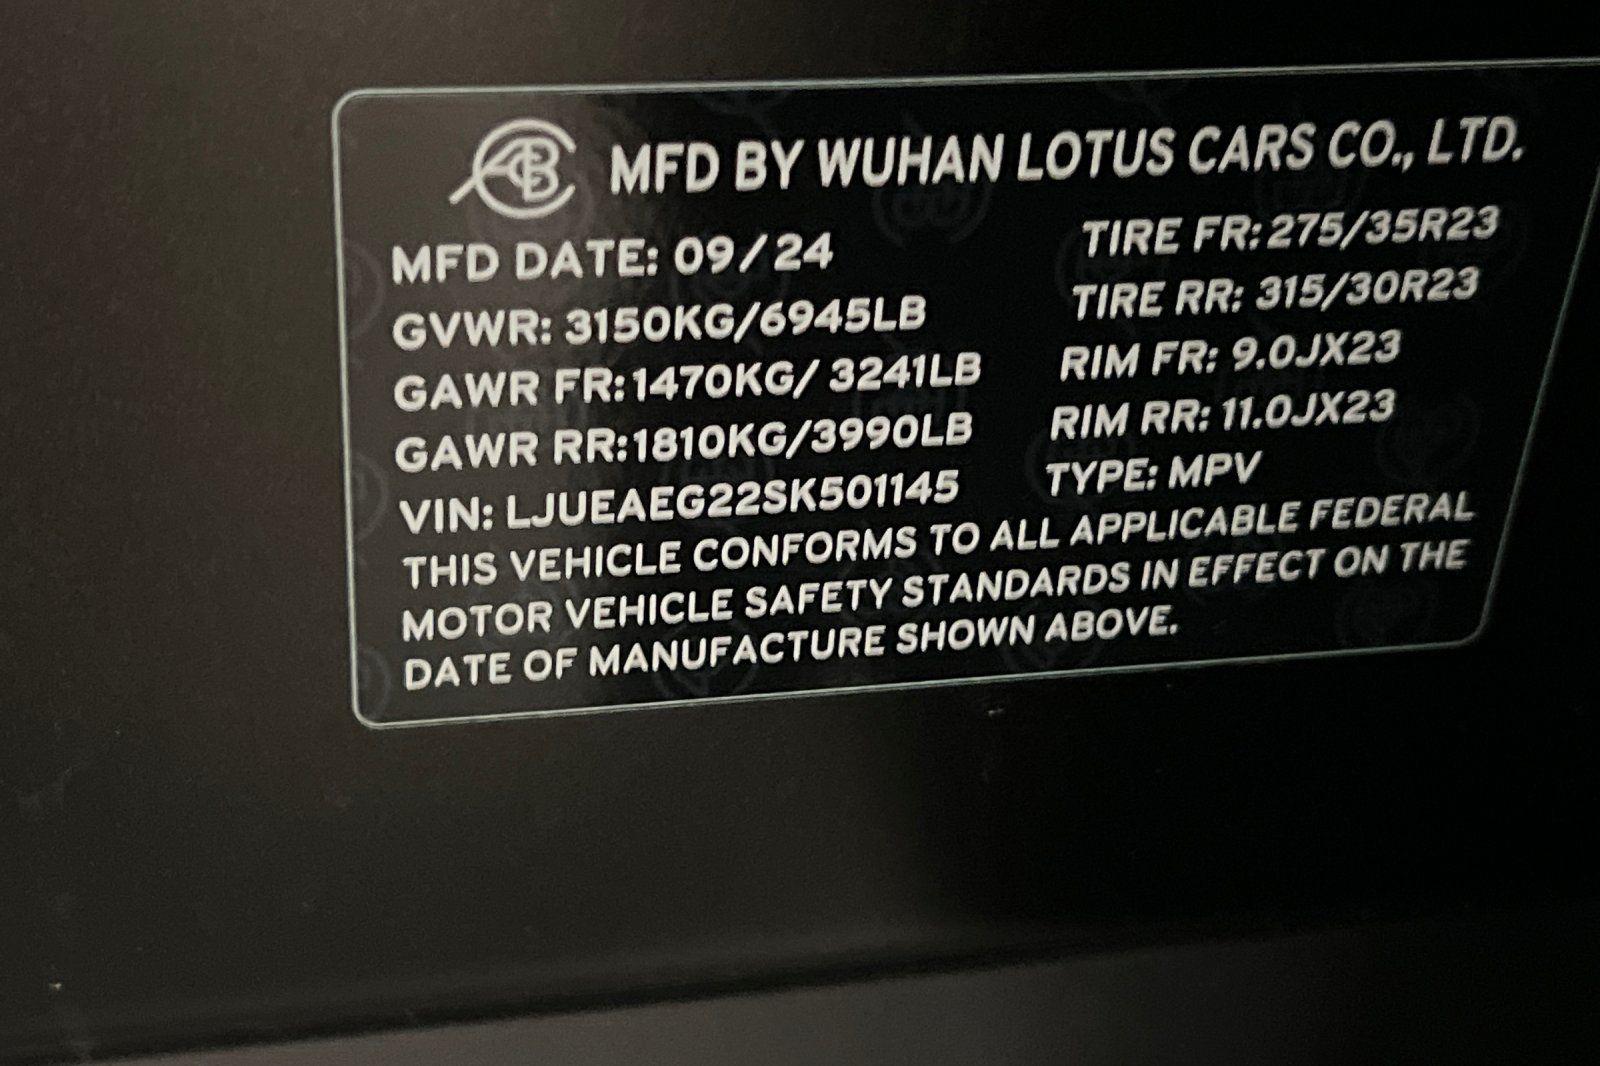 ACBC MFD BY WUHAN LOTUS CARS CO., LTD.
MFD DATE: 09/24 TIRE FR: 275/35R23
GVWR: 3150KG/6945LB TIRE RR: 315/30R23
GAWR FR:1470KG/ 3241LB RIM FR: 9.0JX23
GAWR RR:1810KG/3990LB RIM RR: 11.0JX23
VIN: LJUEAEG22SK501145 TYPE: MPV
THIS VEHICLE CONFORMS TO ALL APPLICABLE FEDERAL
MOTOR VEHICLE SAFETY STANDARDS IN EFFECT ON THE
DATE OF MANUFACTURE SHOWN ABOVE.